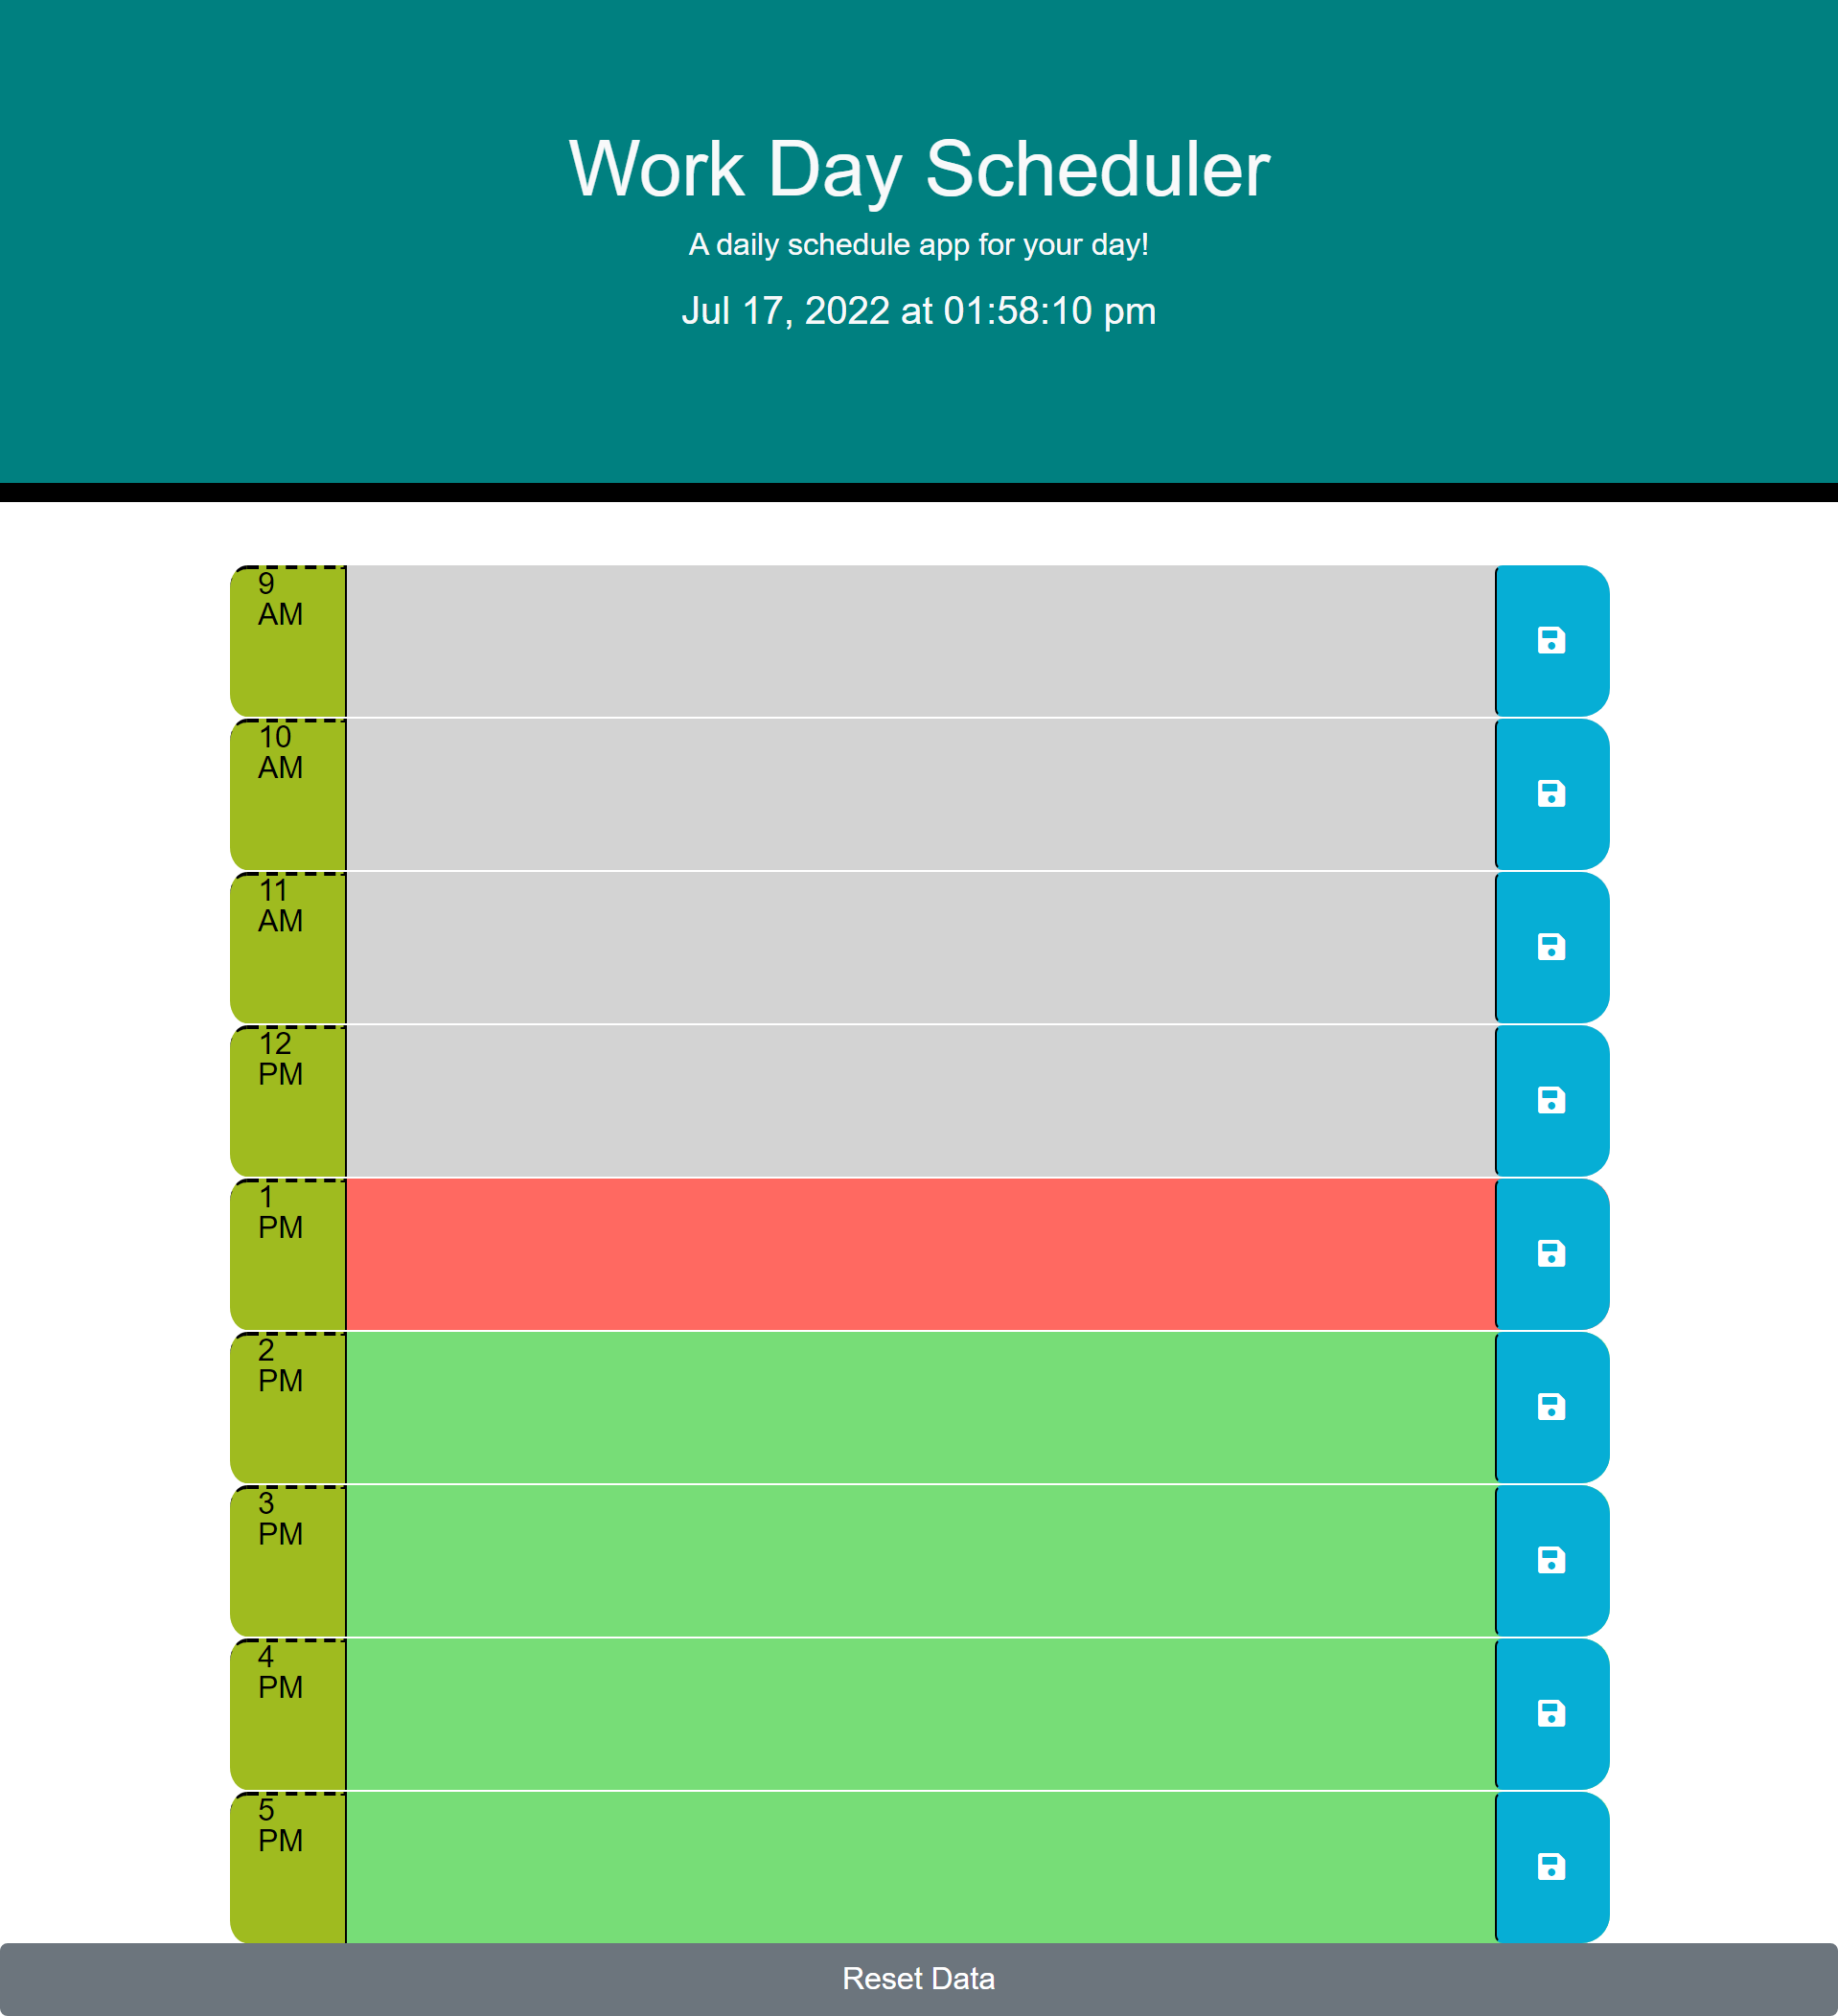 Work Day Scheduler
A daily schedule app for your day!
Jul 17, 2022 at 01:58:10 pm
9
AM
10
AM
11
AM
12
PM
1
PM
2
PM
3
PM
4
PM
5
PM
Reset Data